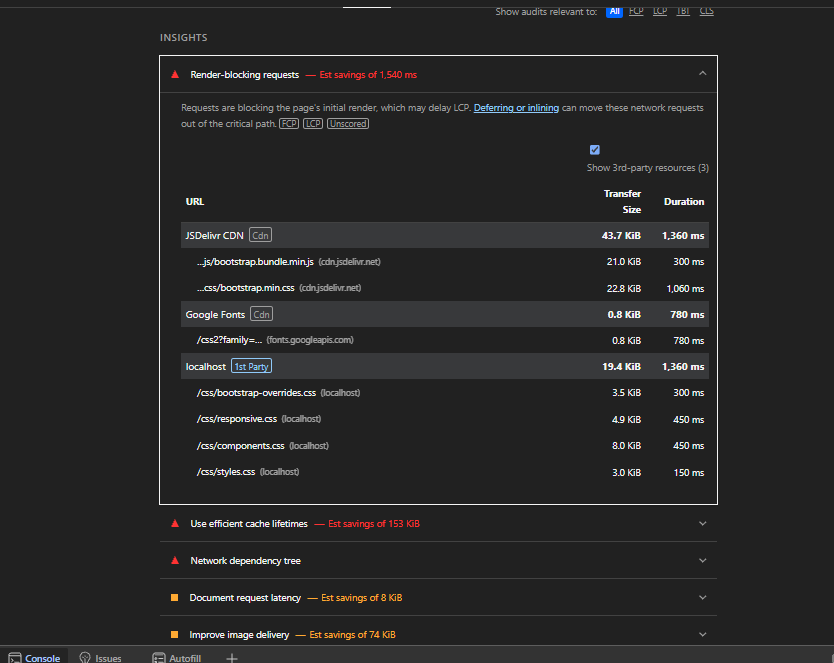 Show audits relevant to: All FCP LCP TBT CLS
INSIGHTS
Render-blocking requests — Est savings of 1,540 ms
Requests are blocking the page's initial render, which may delay LCP. Deferring or inlining can move these network requests
out of the critical path. FCP LCP Unscored
Show 3rd-party resources (3)
URL Transfer Size Duration
JSDelivr CDN Cdn 43.7 KiB 1,360 ms
…js/bootstrap.bundle.min.js (cdn.jsdelivr.net) 21.0 KiB 300 ms
…css/bootstrap.min.css (cdn.jsdelivr.net) 22.8 KiB 1,060 ms
Google Fonts Cdn 0.8 KiB 780 ms
/css2?family=… (fonts.googleapis.com) 0.8 KiB 780 ms
localhost 1st Party 19.4 KiB 1,360 ms
/css/bootstrap-overrides.css (localhost) 3.5 KiB 300 ms
/css/responsive.css (localhost) 4.9 KiB 450 ms
/css/components.css (localhost) 8.0 KiB 450 ms
/css/styles.css (localhost) 3.0 KiB 150 ms
Use efficient cache lifetimes — Est savings of 153 KiB
Network dependency tree
Document request latency — Est savings of 8 KiB
Improve image delivery — Est savings of 74 KiB
Console Issues Autofill